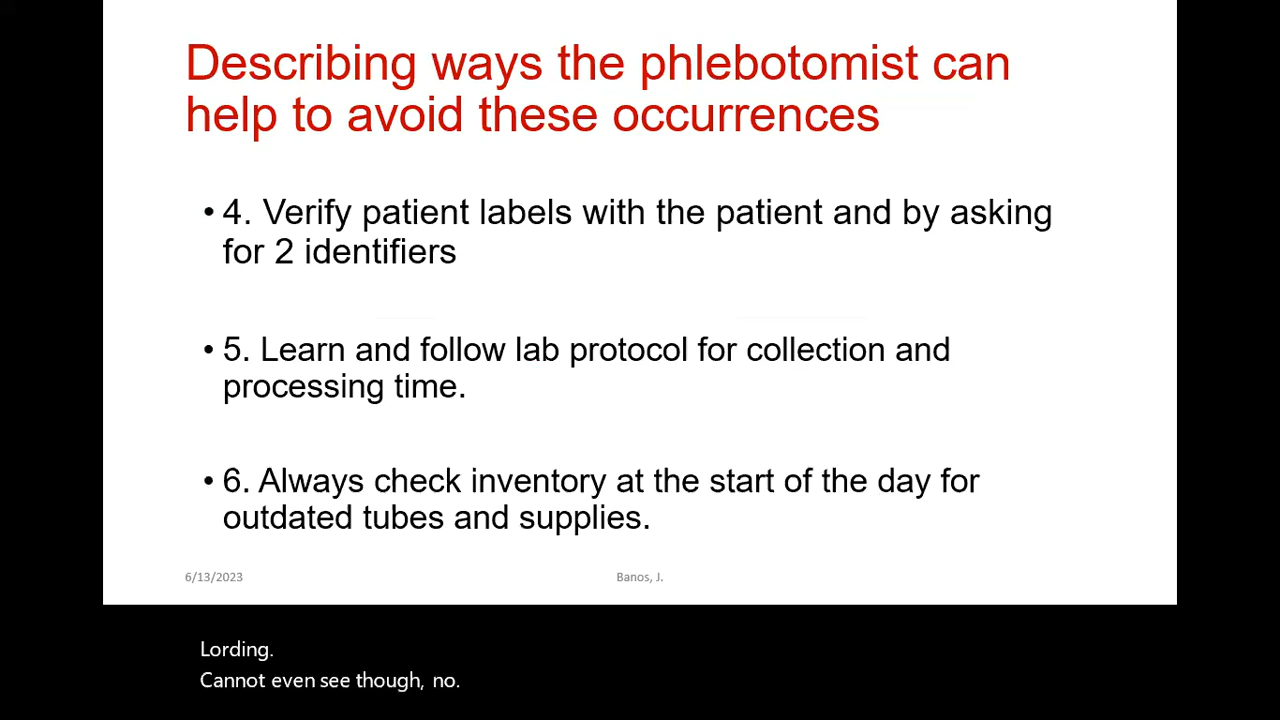 Describing ways the phlebotomist can
help to avoid these occurrences
• 4. Verify patient labels with the patient and by asking
for 2 identifiers
• 5. Learn and follow lab protocol for collection and
processing time.
• 6. Always check inventory at the start of the day for
outdated tubes and supplies.
6/13/2023
Banos, J.
Lording.
Cannot even see though, no.